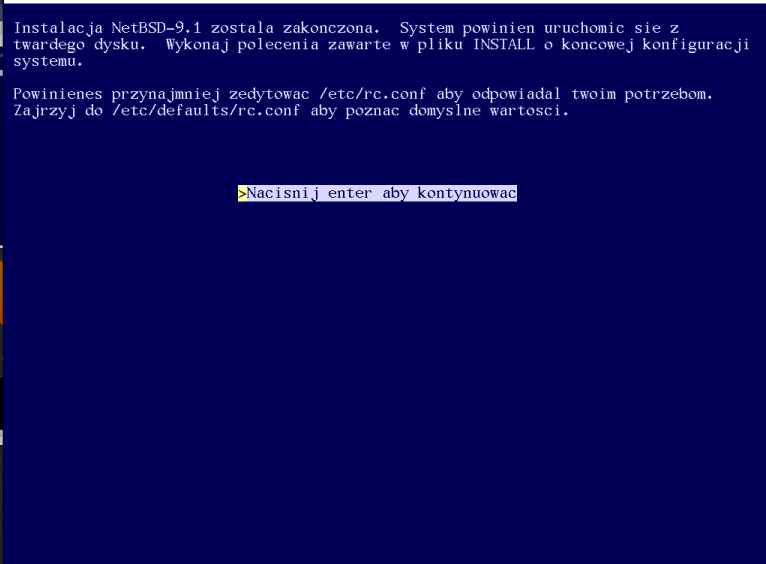 Instalacja NetBSD-9.1 zostala zakonczona.  System powinien uruchomic sie z
twardego dysku.  Wykonaj polecenia zawarte w pliku INSTALL o koncowej konfiguracji
systemu.
Powinienes przynajmniej zedytowac /etc/rc.conf aby odpowiadal twoim potrzebom.
Zajrzyj do /etc/defaults/rc.conf aby poznac domyslne wartosci.
>Nacisnij enter aby kontynuowac